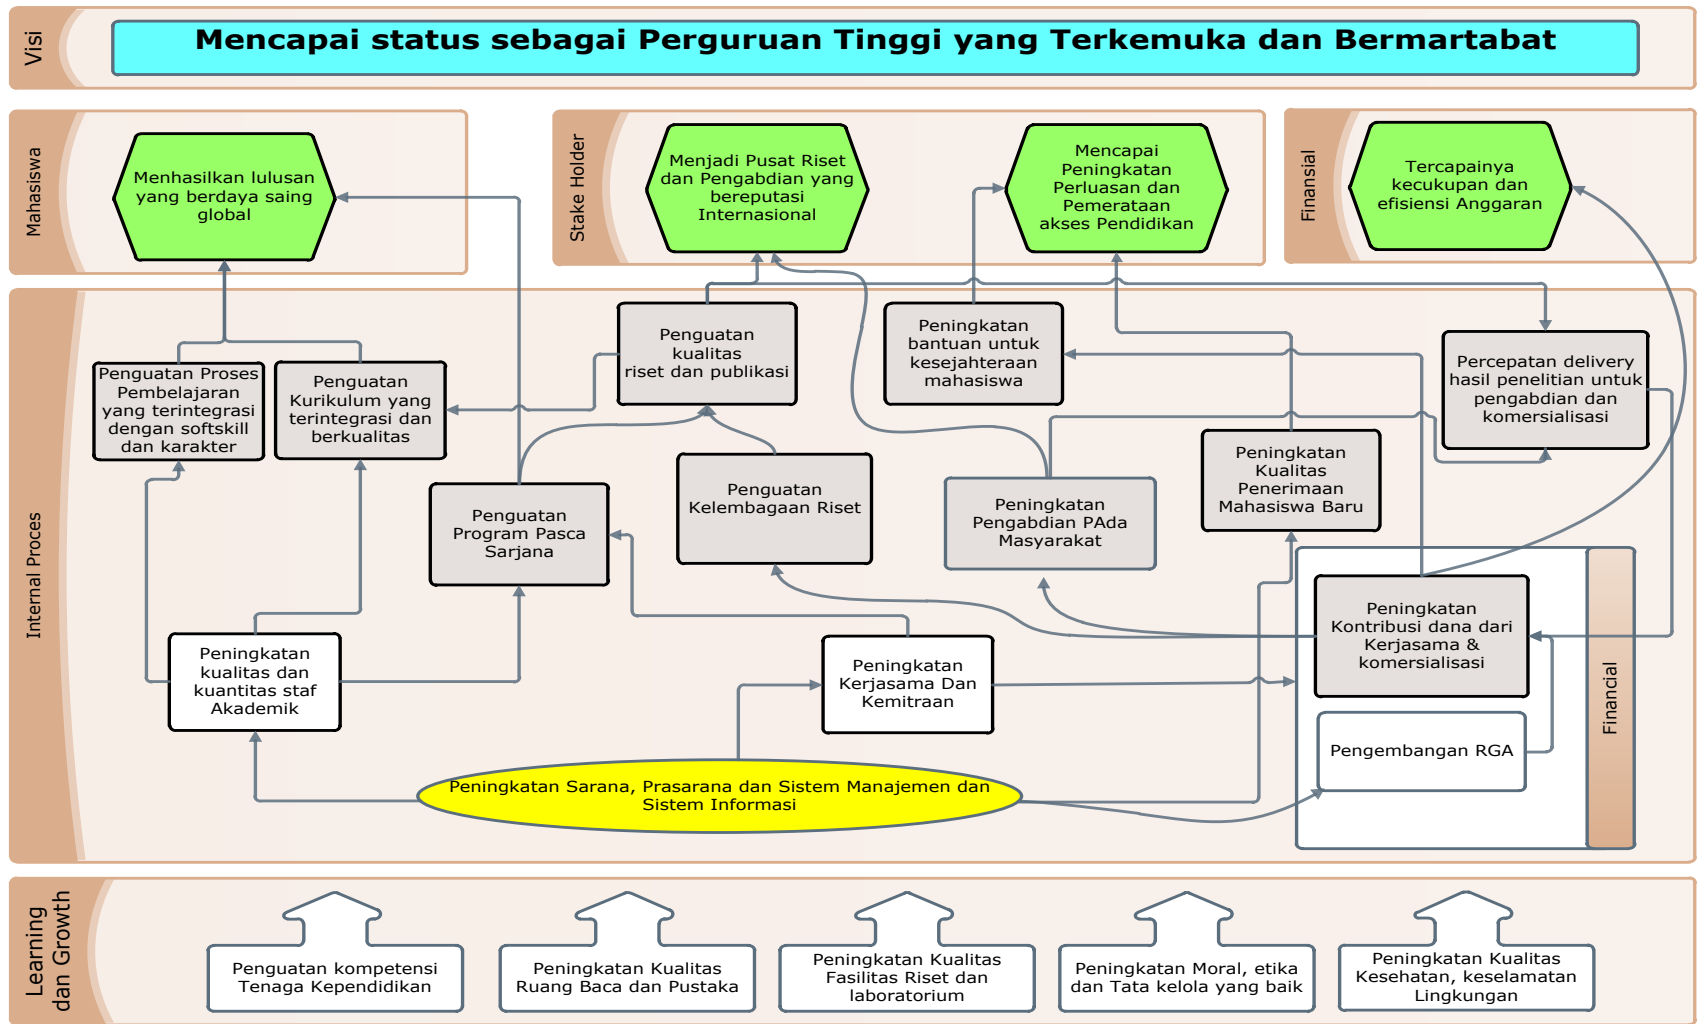 Visi
Mencapai status sebagai Perguruan Tinggi yang Terkemuka dan Bermartabat
Mahasiswa
Menhasilkan lulusan
yang berdaya saing
global
Stake Holder
Menjadi Pusat Riset
dan Pengabdian yang
bereputasi
Internasional
Mencapai
Peningkatan
Perluasan dan
Pemerataan
akses Pendidikan
Finansial
Tercapainya
kecukupan dan
efisiensi Anggaran
Internal Proces
Penguatan Proses
Pembelajaran
yang terintegrasi
dengan softskill
dan karakter
Penguatan
Kurikulum yang
terintegrasi dan
berkualitas
Penguatan
kualitas
riset dan publikasi
Peningkatan
bantuan untuk
kesejahteraan
mahasiswa
Percepatan delivery
hasil penelitian untuk
pengabdian dan
komersialisasi
Penguatan
Program Pasca
Sarjana
Penguatan
Kelembagaan Riset
Peningkatan
Pengabdian PAda
Masyarakat
Peningkatan
Kualitas
Penerimaan
Mahasiswa Baru
Peningkatan
kualitas dan
kuantitas staf
Akademik
Peningkatan
Kerjasama Dan
Kemitraan
Peningkatan
Kontribusi dana dari
Kerjasama &
komersialisasi
Pengembangan RGA
Financial
Peningkatan Sarana, Prasarana dan Sistem Manajemen dan
Sistem Informasi
Learning
dan Growth
Penguatan kompetensi
Tenaga Kependidikan
Peningkatan Kualitas
Ruang Baca dan Pustaka
Peningkatan Kualitas
Fasilitas Riset dan
laboratorium
Peningkatan Moral, etika
dan Tata kelola yang baik
Peningkatan Kualitas
Kesehatan, keselamatan
Lingkungan